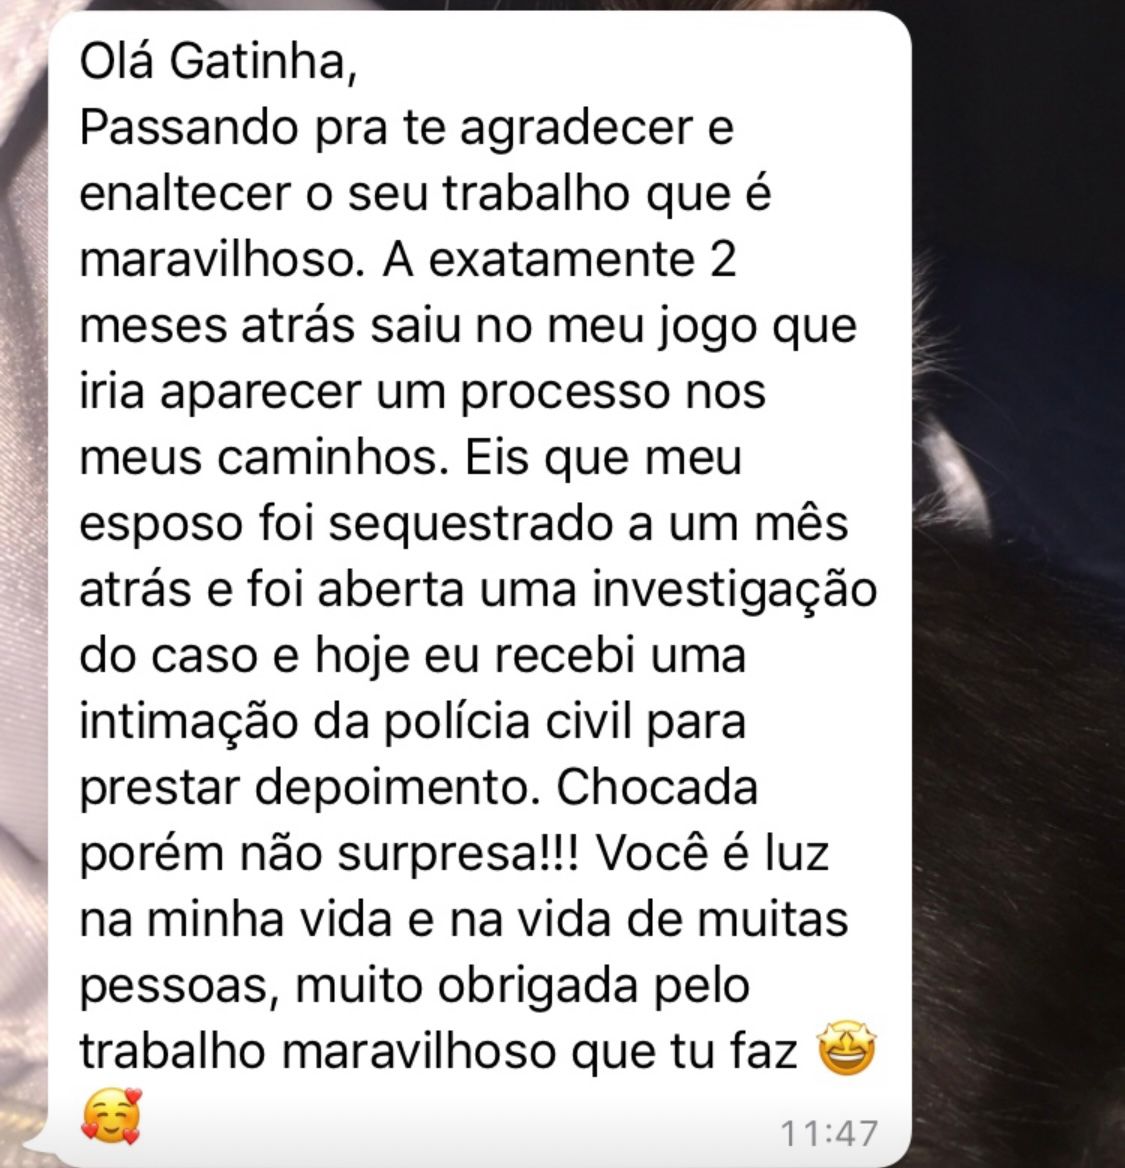 Olá Gatinha,
Passando pra te agradecer e
enaltecer o seu trabalho que é
maravilhoso. A exatamente 2
meses atrás saiu no meu jogo que
iria aparecer um processo nos
meus caminhos. Eis que meu
esposo foi sequestrado a um mês
atrás e foi aberta uma investigação
do caso e hoje eu recebi uma
intimação da polícia civil para
prestar depoimento. Chocada
porém não surpresa!!! Você é luz
na minha vida e na vida de muitas
pessoas, muito obrigada pelo
trabalho maravilhoso que tu faz 🤩
🥰
11:47